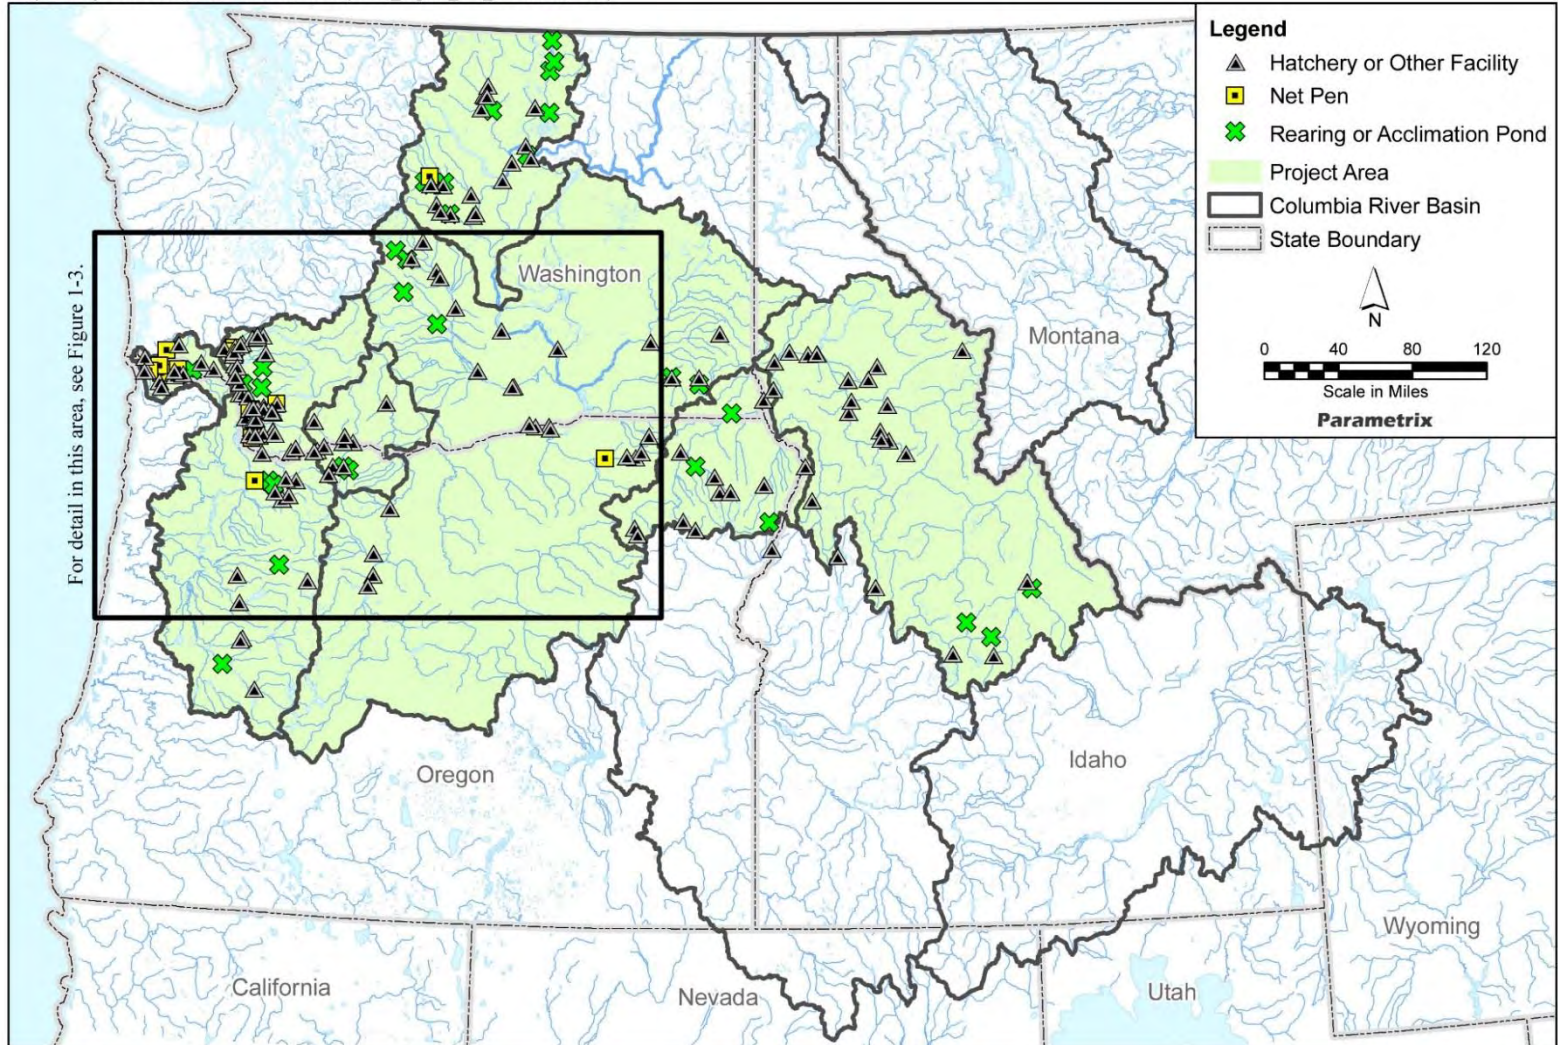 Legend
Hatchery or Other Facility
Net Pen
Rearing or Acclimation Pond
Project Area
Columbia River Basin
State Boundary
N
0 40 80 120
Scale in Miles
Parametrix
For detail in this area, see Figure 1-3.
Washington
Montana
Oregon
Idaho
Wyoming
California
Nevada
Utah